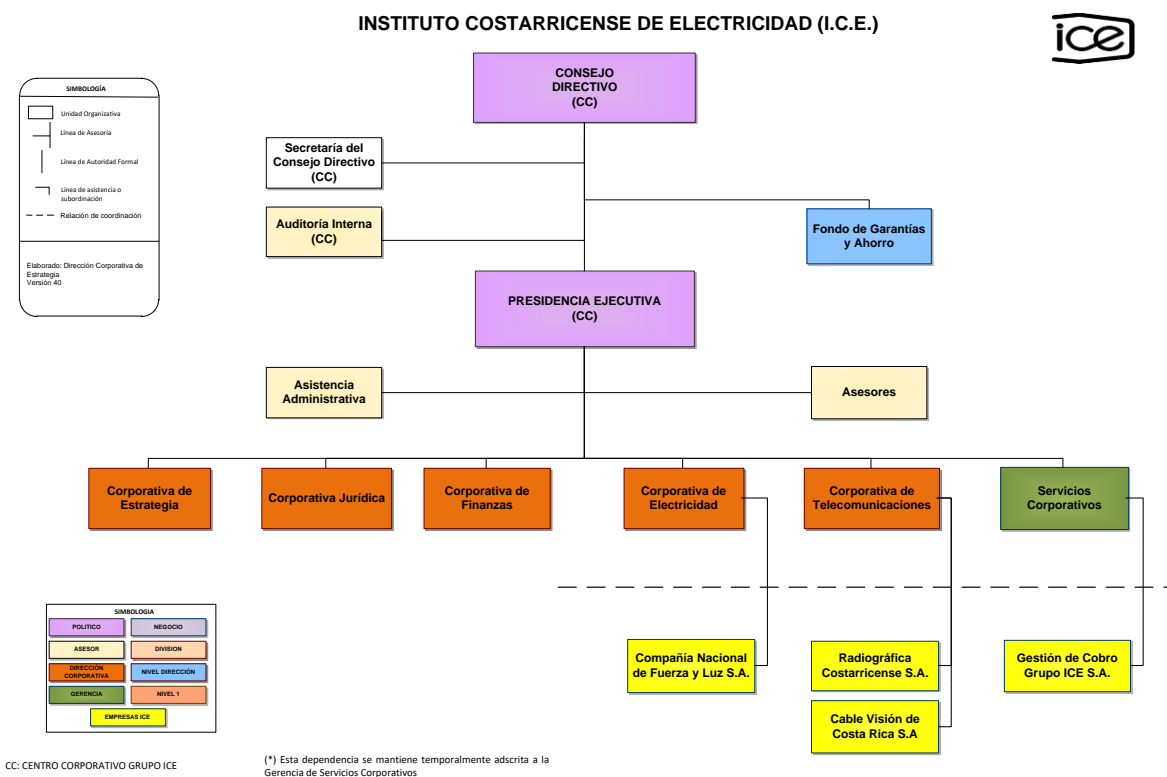 INSTITUTO COSTARRICENSE DE ELECTRICIDAD (I.C.E.)
ice
SIMBOLOGÍA
Unidad Organizativa
Línea de Asesoría
Línea de Autoridad Formal
Línea de asistencia o
subordinación
Relación de coordinación
Elaborado: Dirección Corporativa de
Estrategia
Versión 40
CONSEJO
DIRECTIVO
(CC)
Secretaría del
Consejo Directivo
(CC)
Auditoría Interna
(CC)
Fondo de Garantías
y Ahorro
PRESIDENCIA EJECUTIVA
(CC)
Asistencia
Administrativa
Asesores
Corporativa de
Estrategia
Corporativa Jurídica
Corporativa de
Finanzas
Corporativa de
Electricidad
Corporativa de
Telecomunicaciones
Servicios
Corporativos
Compañía Nacional
de Fuerza y Luz S.A.
Radiográfica
Costarricense S.A.
Gestión de Cobro
Grupo ICE S.A.
Cable Visión de
Costa Rica S.A
SIMBOLOGIA
POLITICO
NEGOCIO
ASESOR
DIVISION
DIRECCIÓN
CORPORATIVA
NIVEL DIRECCIÓN
GERENCIA
NIVEL 1
EMPRESAS ICE
CC: CENTRO CORPORATIVO GRUPO ICE
(*) Esta dependencia se mantiene temporalmente adscrita a la
Gerencia de Servicios Corporativos